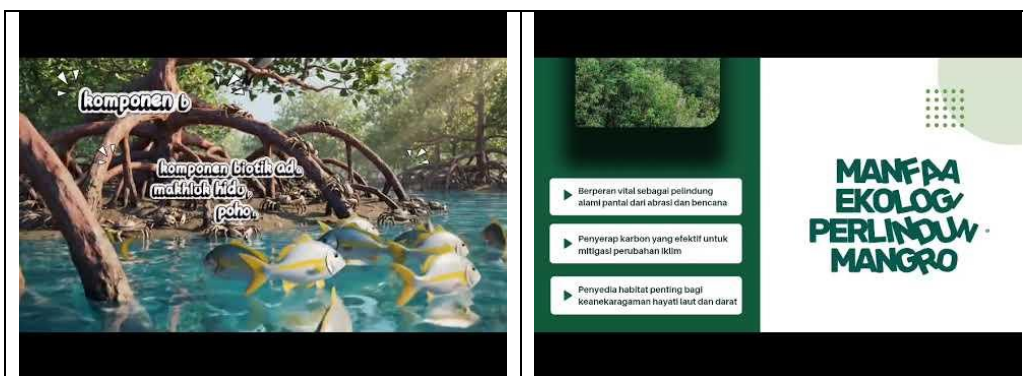 komponen b
komponen biotik ad
makhluk hidu
poho
Berperan vital sebagai pelindung
alami pantai dari abrasi dan bencana
Penyerap karbon yang efektif untuk
mitigasi perubahan iklim
Penyedia habitat penting bagi
keanekaragaman hayati laut dan darat
MANFAA
EKOLOG
PERLINDUN
MANGRO